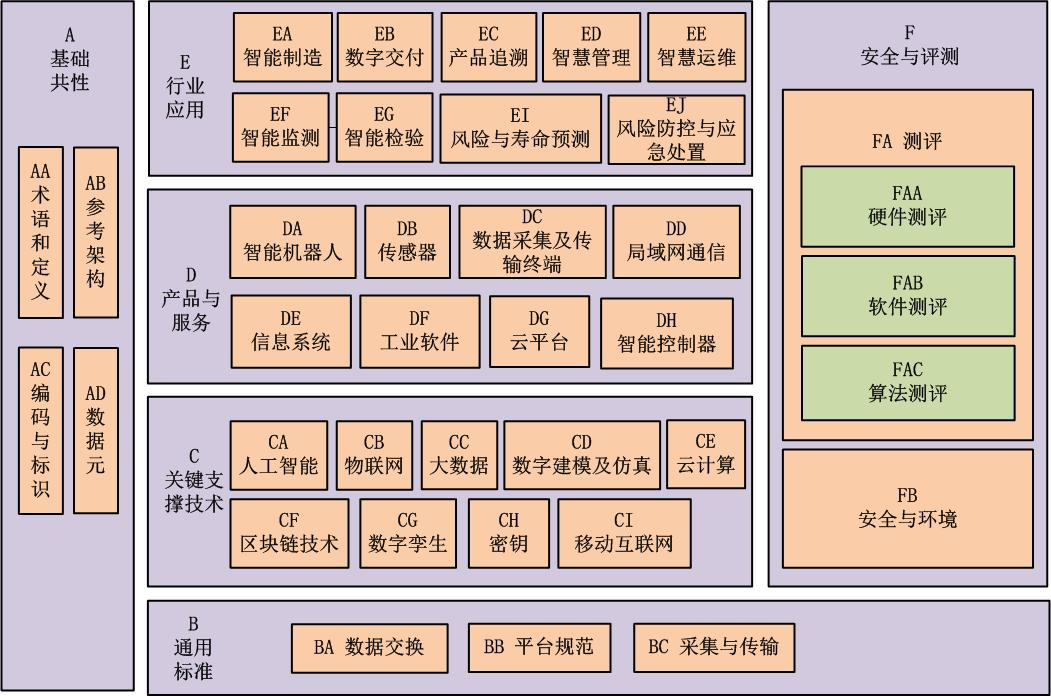 A
基础
共性
AA
术
语
和
定
义
AB
参
考
架
构
AC
编
码
与
标
识
AD
数
据
元
E
行业
应用
EA
智能制造
EB
数字交付
EC
产品追溯
ED
智慧管理
EE
智慧运维
EF
智能监测
EG
智能检验
EI
风险与寿命预测
EJ
风险防控与应
急处置
D
产品与
服务
DA
智能机器人
DB
传感器
DC
数据采集及传
输终端
DD
局域网通信
DE
信息系统
DF
工业软件
DG
云平台
DH
智能控制器
C
关键支
撑技术
CA
人工智能
CB
物联网
CC
大数据
CD
数字建模及仿真
CE
云计算
CF
区块链技术
CG
数字孪生
CH
密钥
CI
移动互联网
B
通用
标准
BA 数据交换
BB 平台规范
BC 采集与传输
F
安全与评测
FA 测评
FAA
硬件测评
FAB
软件测评
FAC
算法测评
FB
安全与环境